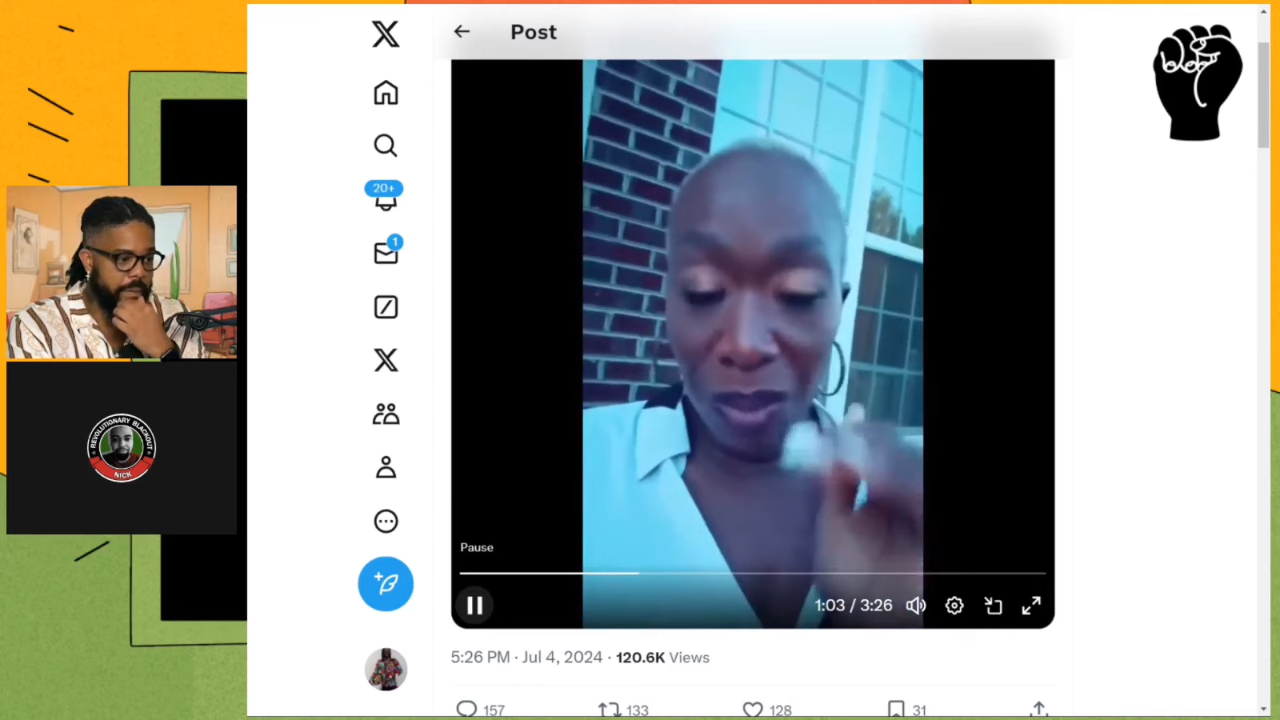 Post
20+
1
REVOLUTIONARY BLACKOUT
NICK
Pause
1:03 / 3:26
5:26 PM · Jul 4, 2024 · 120.6K Views
157 133 128 31